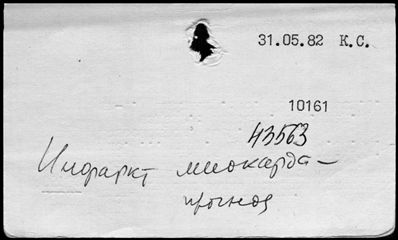 31.05.82 К.С.
10161
43563
Инфаркт миокарда —
прогноз